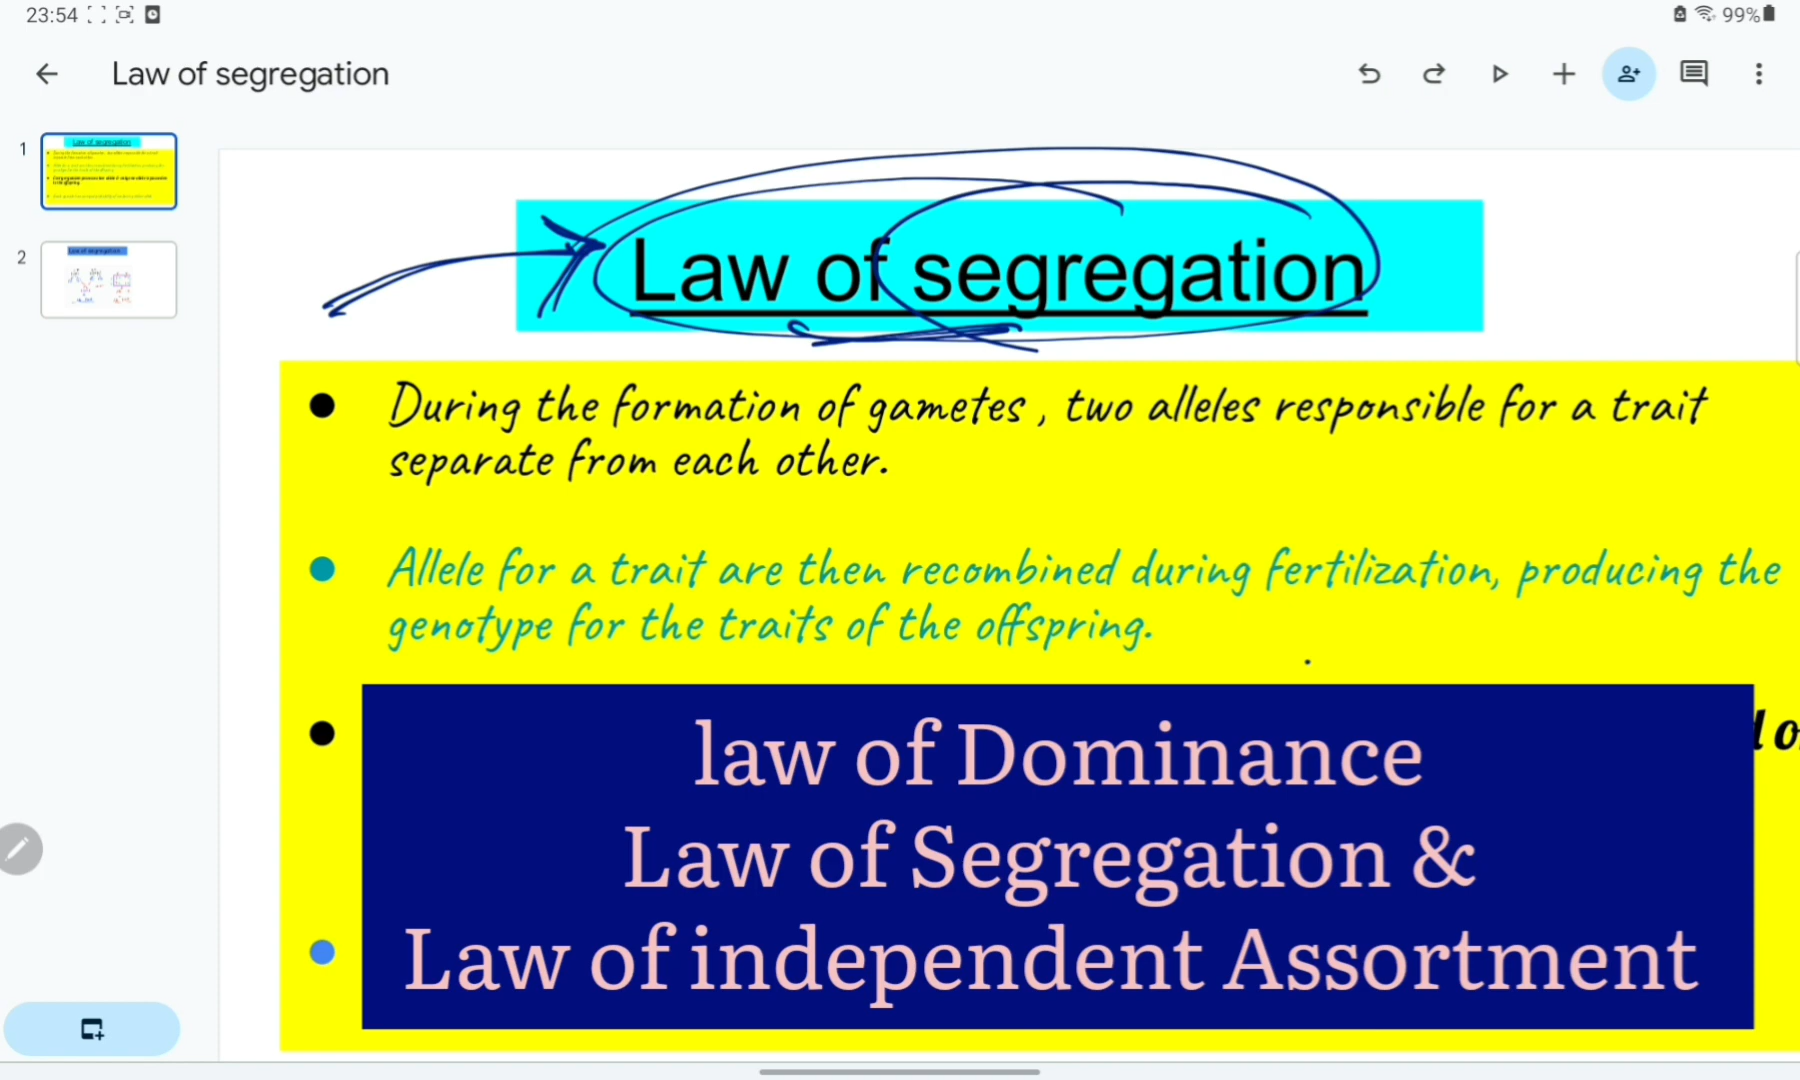 23:54
99%
Law of segregation
1
2
Law of segregation
During the formation of gametes , two alleles responsible for a trait
separate from each other.
Allele for a trait are then recombined during fertilization, producing the
genotype for the traits of the offspring.
law of Dominance
Law of Segregation &
Law of independent Assortment